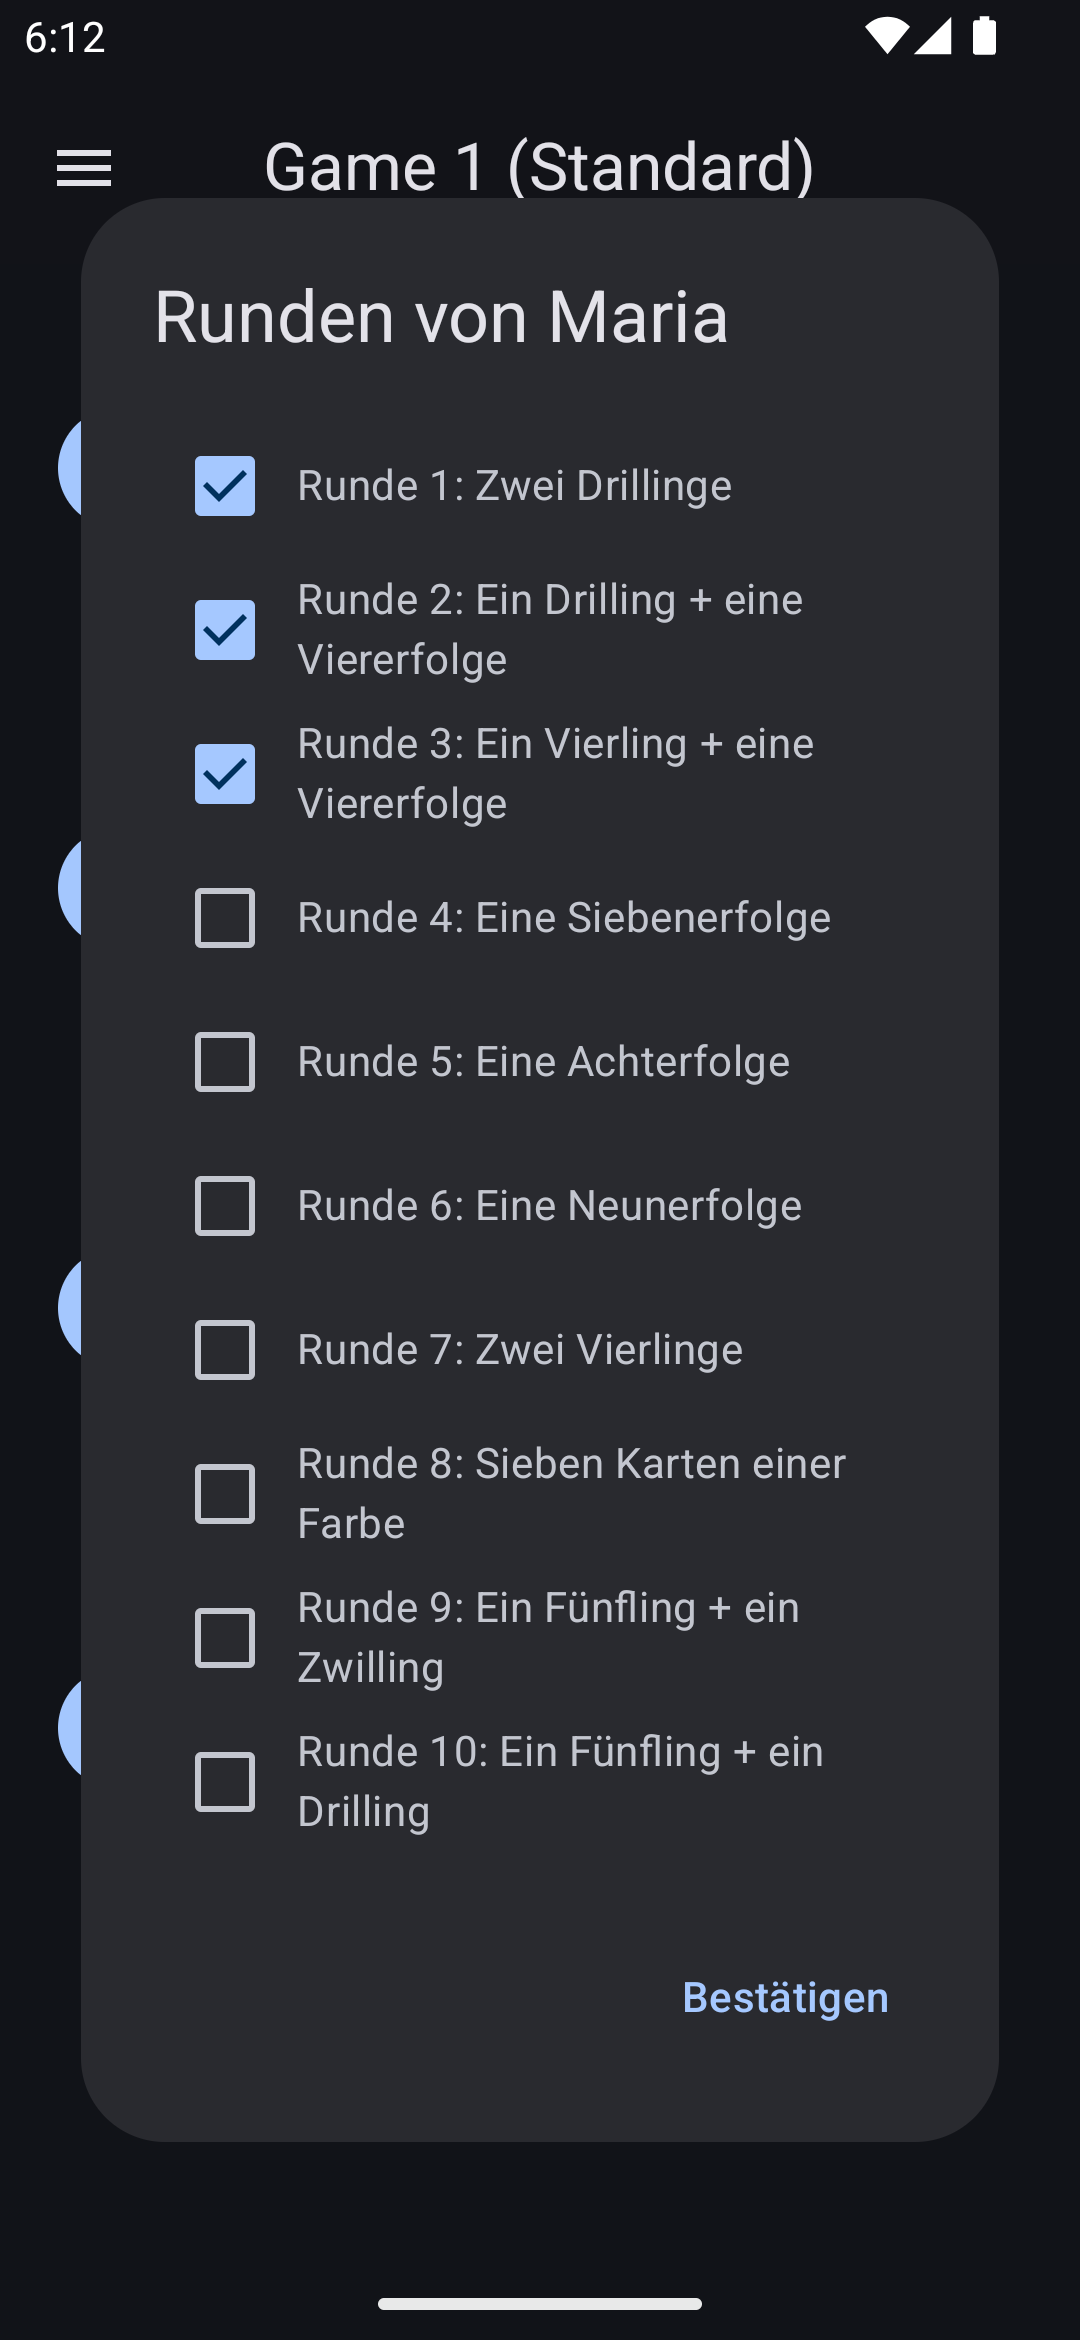 6:12
Game 1 (Standard)
Runden von Maria
Runde 1: Zwei Drillinge
Runde 2: Ein Drilling + eine
Viererfolge
Runde 3: Ein Vierling + eine
Viererfolge
Runde 4: Eine Siebenerfolge
Runde 5: Eine Achterfolge
Runde 6: Eine Neunerfolge
Runde 7: Zwei Vierlinge
Runde 8: Sieben Karten einer
Farbe
Runde 9: Ein Fünfling + ein
Zwilling
Runde 10: Ein Fünfling + ein
Drilling
Bestätigen